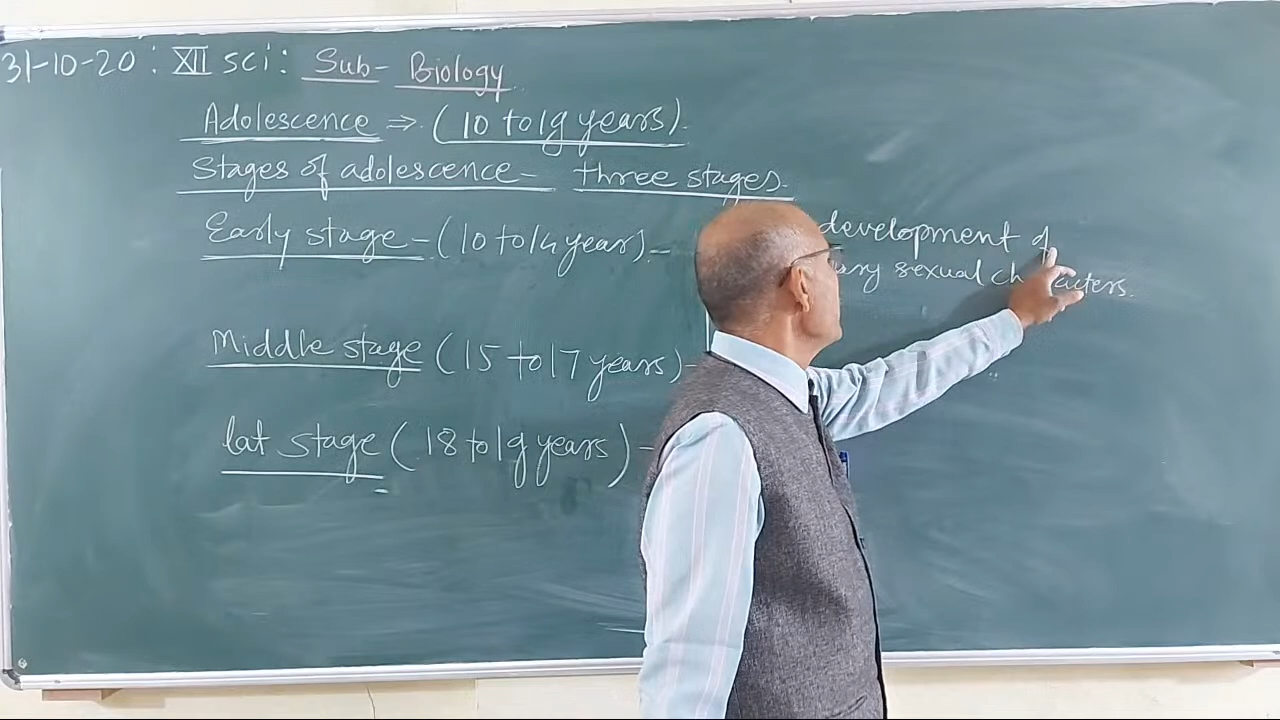 31-10-20 : XII sci : Sub- Biology
Adolescence ⇒ (10 to 19 years).
Stages of adolescence - three stages.
Early stage - (10 to 14 year). - development of
sexual characters.
Middle stage (15 to 17 years) -
lat stage (18 to 19 years) -